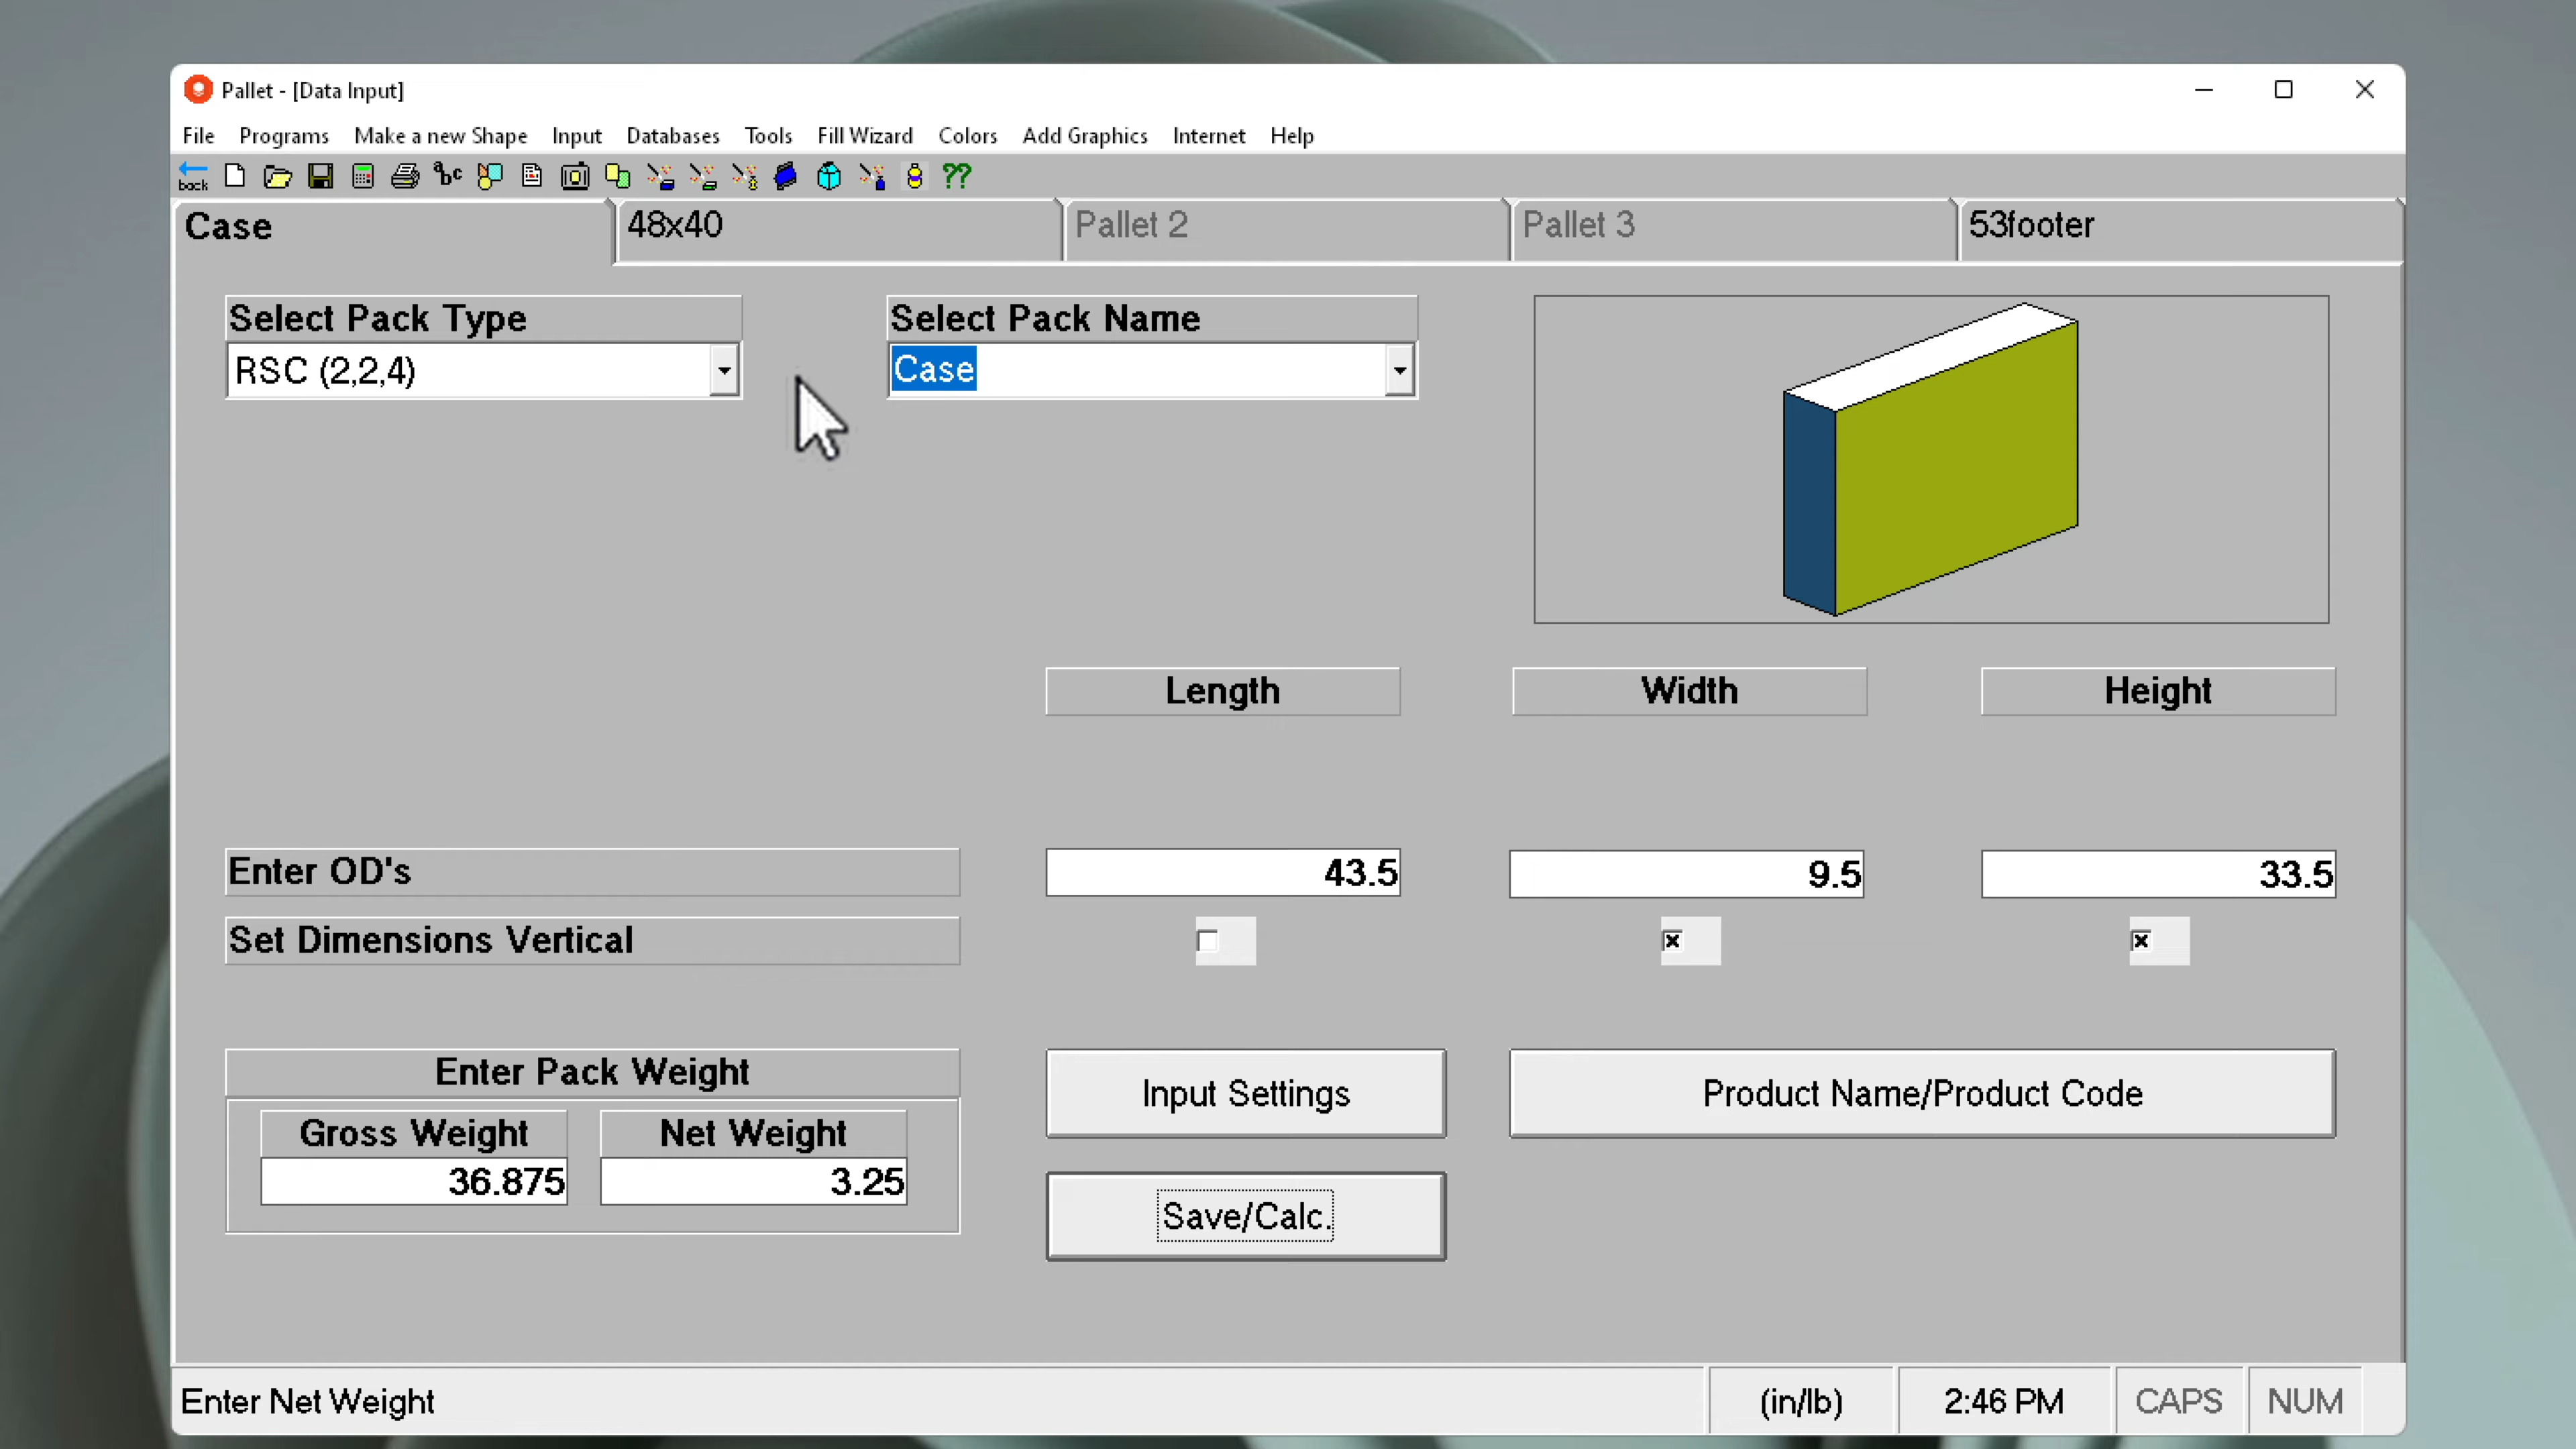 Pallet - [Data Input]
File Programs Make a new Shape Input Databases Tools Fill Wizard Colors Add Graphics Internet Help
back abc ??
Case 48x40 Pallet 2 Pallet 3 53footer
Select Pack Type Select Pack Name
RSC (2,2,4) Case
Length Width Height
Enter OD's 43.5 9.5 33.5
Set Dimensions Vertical
Enter Pack Weight
Input Settings Product Name/Product Code
Gross Weight Net Weight
36.875 3.25
Save/Calc.
Enter Net Weight (in/lb) 2:46 PM CAPS NUM